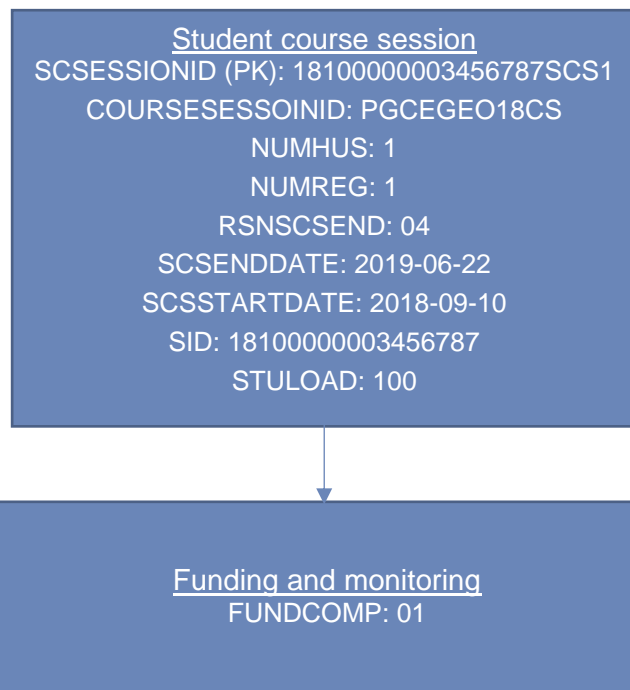 Student course session
SCSESSIONID (PK): 18100000003456787SCS1
COURSESESSOINID: PGCEGEO18CS
NUMHUS: 1
NUMREG: 1
RSNSCSEND: 04
SCSENDDATE: 2019-06-22
SCSSTARTDATE: 2018-09-10
SID: 18100000003456787
STULOAD: 100
Funding and monitoring
FUNDCOMP: 01